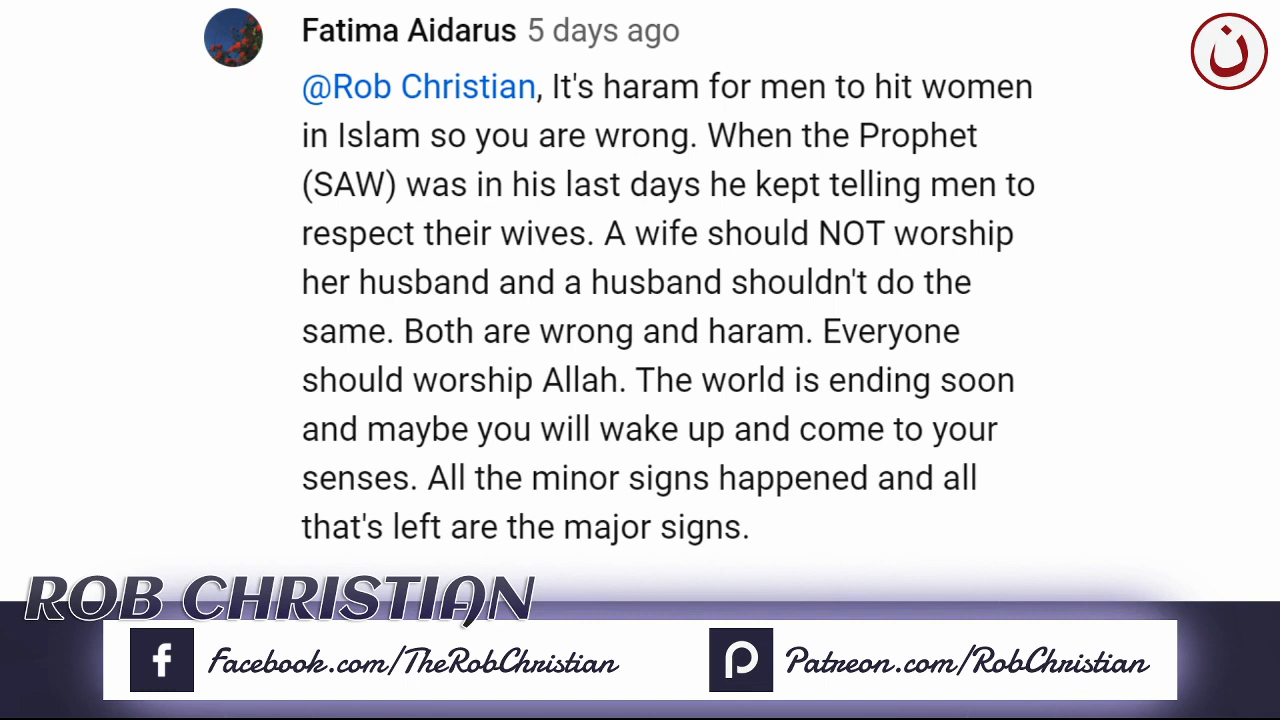 Fatima Aidarus 5 days ago
ن
@Rob Christian, It's haram for men to hit women
in Islam so you are wrong. When the Prophet
(SAW) was in his last days he kept telling men to
respect their wives. A wife should NOT worship
her husband and a husband shouldn't do the
same. Both are wrong and haram. Everyone
should worship Allah. The world is ending soon
and maybe you will wake up and come to your
senses. All the minor signs happened and all
that's left are the major signs.
ROB CHRISTIAN
f Facebook.com/TheRobChristian
Patreon.com/RobChristian